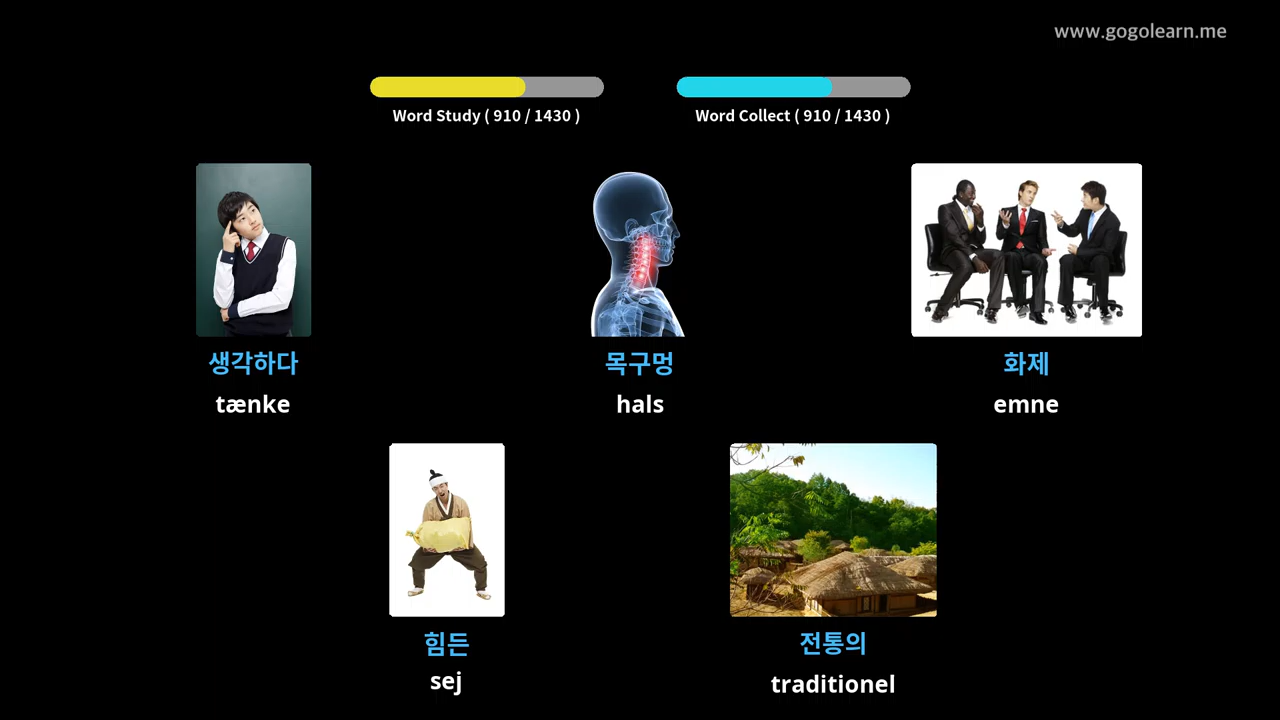 www.gogolearn.me
Word Study ( 910 / 1430 )
Word Collect ( 910 / 1430 )
생각하다
tænke
목구멍
hals
화제
emne
힘든
sej
전통의
traditionel